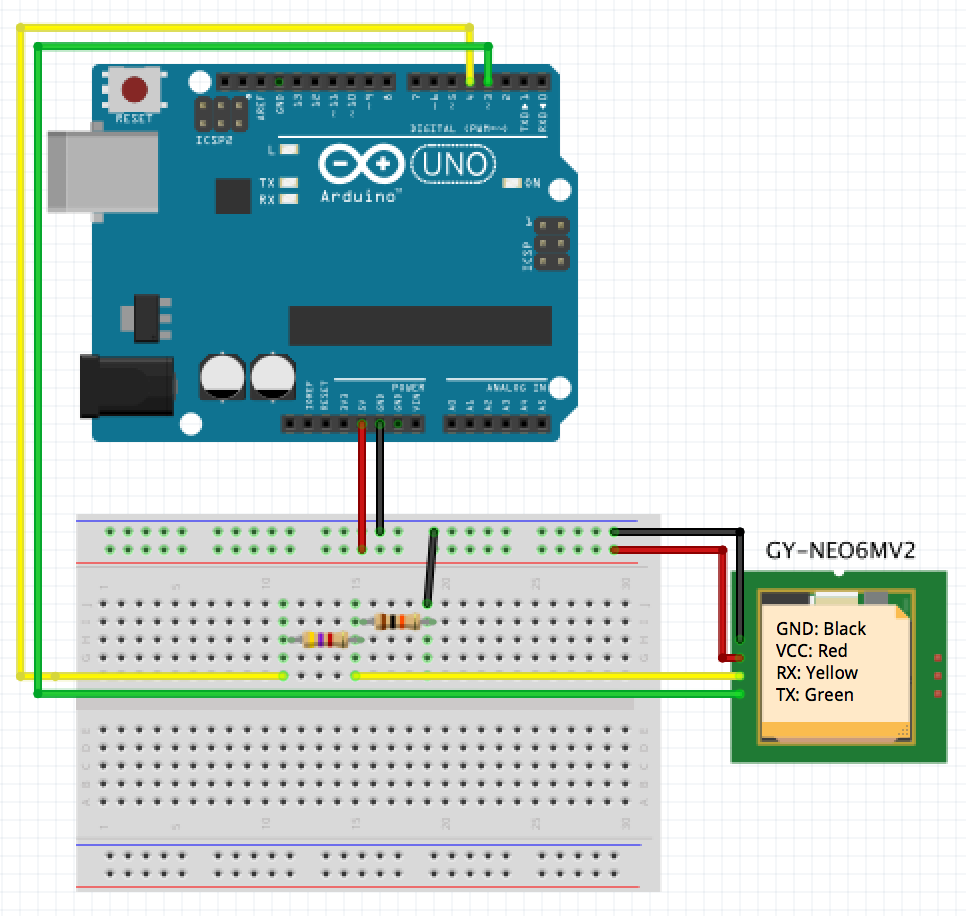 RESET
ICSP2
AREF
GND
13
12
~11
~10
~9
8
7
~6
~5
4
~3
2
TXD▶1
RXD◀0
DIGITAL (PWM~)
L
TX
RX
Arduino™
UNO
ON
1
ICSP
IOREF
RESET
3V3
5V
GND
GND
VIN
POWER
ANALOG IN
A0
A1
A2
A3
A4
A5
GY-NEO6MV2
GND: Black
VCC: Red
RX: Yellow
TX: Green
1 5 10 15 20 25 30
J J
I I
H H
G G
E E
D D
C C
B B
A A
1 5 10 15 20 25 30